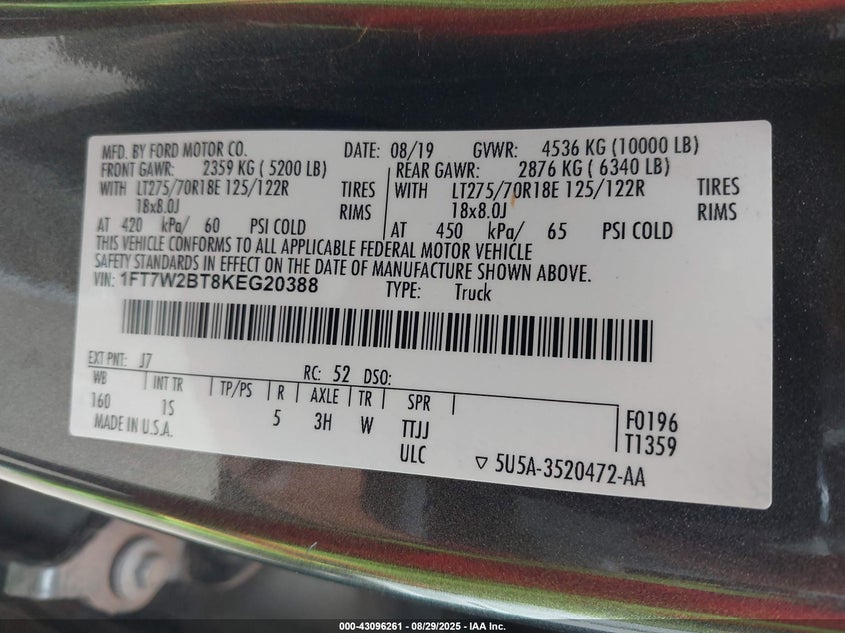 MFD. BY FORD MOTOR CO. DATE: 08/19 GVWR: 4536 KG (10000 LB)
FRONT GAWR: 2359 KG ( 5200 LB) REAR GAWR: 2876 KG ( 6340 LB)
WITH LT275/70R18E 125/122R TIRES WITH LT275/70R18E 125/122R TIRES
18x8.0J RIMS 18x8.0J RIMS
AT 420 kPa/ 60 PSI COLD AT 450 kPa/ 65 PSI COLD
THIS VEHICLE CONFORMS TO ALL APPLICABLE FEDERAL MOTOR VEHICLE
SAFETY STANDARDS IN EFFECT ON THE DATE OF MANUFACTURE SHOWN ABOVE.
VIN: 1FT7W2BT8KEG20388 TYPE: Truck
EXT PNT: J7 RC: 52 DSO:
WB INT TR TP/PS R AXLE TR SPR
160 1S 5 3H W TTJJ F0196
MADE IN U.S.A. ULC T1359
▽ 5U5A-3520472-AA
000-43096261 - 08/29/2025 - IAA Inc.